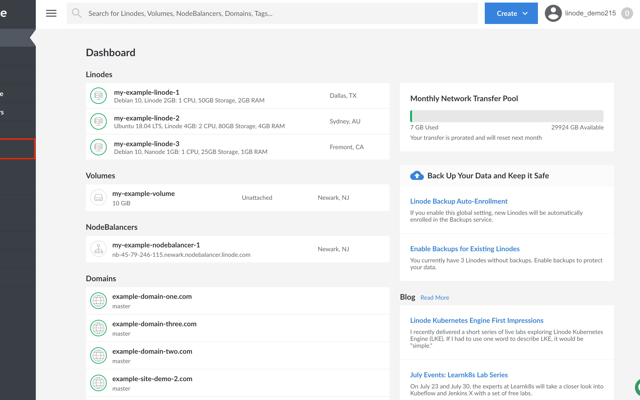 e
Search for Linodes, Volumes, NodeBalancers, Domains, Tags...
Create
linode_demo215
0
Dashboard
Linodes
my-example-linode-1
Debian 10, Linode 2GB: 1 CPU, 50GB Storage, 2GB RAM
Dallas, TX
my-example-linode-2
Ubuntu 18.04 LTS, Linode 4GB: 2 CPU, 80GB Storage, 4GB RAM
Sydney, AU
my-example-linode-3
Debian 10, Nanode 1GB: 1 CPU, 25GB Storage, 1GB RAM
Fremont, CA
Volumes
my-example-volume
10 GiB
Unattached
Newark, NJ
NodeBalancers
my-example-nodebalancer-1
nb-45-79-246-115.newark.nodebalancer.linode.com
Newark, NJ
Domains
example-domain-one.com
master
example-domain-three.com
master
example-domain-two.com
master
example-site-demo-2.com
master
Monthly Network Transfer Pool
7 GB Used
29924 GB Available
Your transfer is prorated and will reset next month
Back Up Your Data and Keep it Safe
Linode Backup Auto-Enrollment
If you enable this global setting, new Linodes will be automatically
enrolled in the Backups service.
Enable Backups for Existing Linodes
You currently have 3 Linodes without backups. Enable backups to protect
your data.
Blog
Read More
Linode Kubernetes Engine First Impressions
I recently delivered a short series of live labs exploring Linode Kubernetes
Engine (LKE). If I had to use one word to describe LKE, it would be
"simple."
July Events: Learnk8s Lab Series
On July 23 and July 30, the experts at Learnk8s will take a closer look into
Kubeflow and Jenkins X with a set of free labs.
e
rs